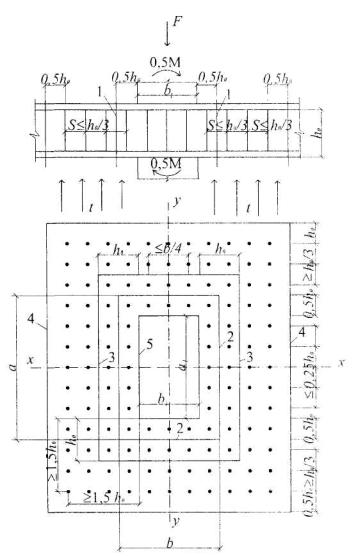 F
0,5M
0,5h₀
0,5h₀
0,5h₀
0,5h₀
b₁
1
1
S≤h₀/3
S≤h₀/3
S≤h₀/3
h₀
0,5M
t
t
y
h₀
≤b/4
h₀
h₀
≥h₀/3
0,5h₀
4
5
4
2
3
3
a
x
x
a₁
≤0,25h₀
b₁
2
h₀
≥1,5h₀
≥1,5 h₀
0,5h₀
≥h₀/3
0,5h₀
y
b